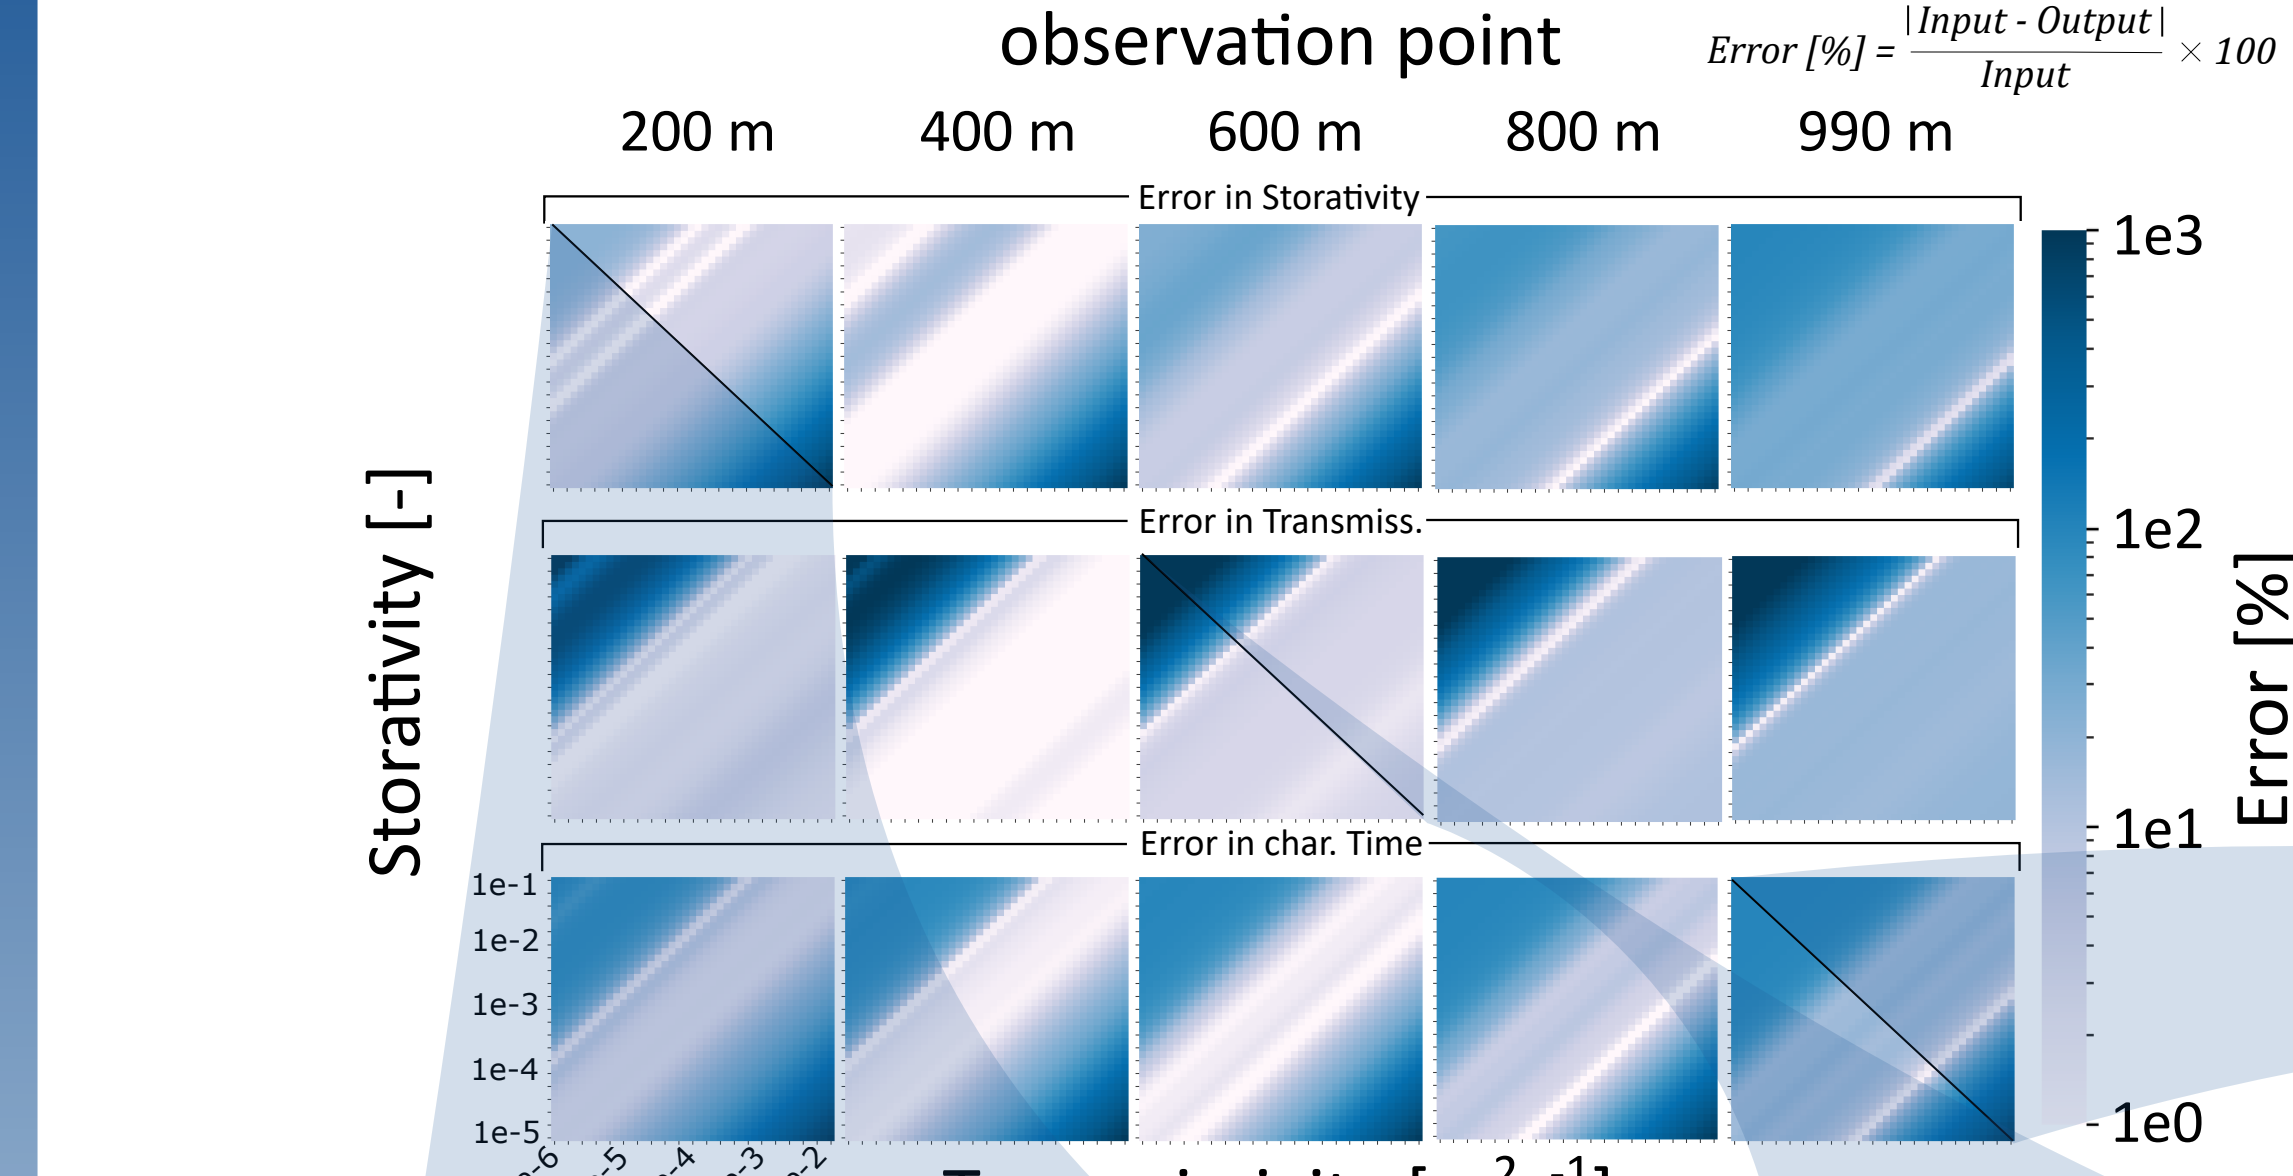 observation point
Error [%] = |Input - Output| / Input × 100
200 m 400 m 600 m 800 m 990 m
Error in Storativity
1e3
Storativity [-]
Error in Transmiss.
1e2
Error [%]
Error in char. Time
1e1
1e-1
1e-2
1e-3
1e-4
1e-5
1e0